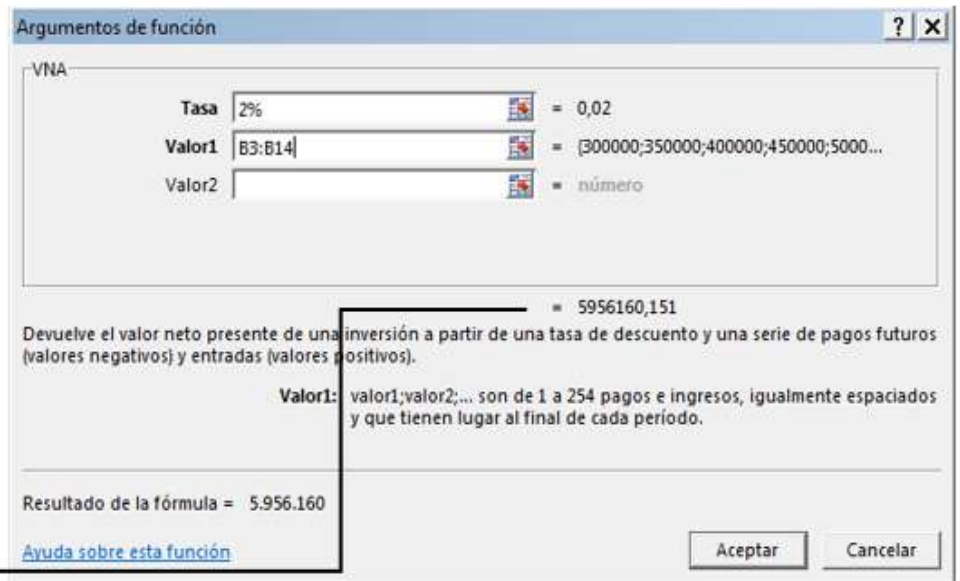 Argumentos de función ? X
VNA
Tasa 2% = 0,02
Valor1 B3:B14 = {300000;350000;400000;450000;5000...
Valor2 = número
= 5956160,151
Devuelve el valor neto presente de una inversión a partir de una tasa de descuento y una serie de pagos futuros
(valores negativos) y entradas (valores positivos).
Valor1: valor1;valor2;... son de 1 a 254 pagos e ingresos, igualmente espaciados
y que tienen lugar al final de cada período.
Resultado de la fórmula = 5.956.160
Ayuda sobre esta función
Aceptar Cancelar